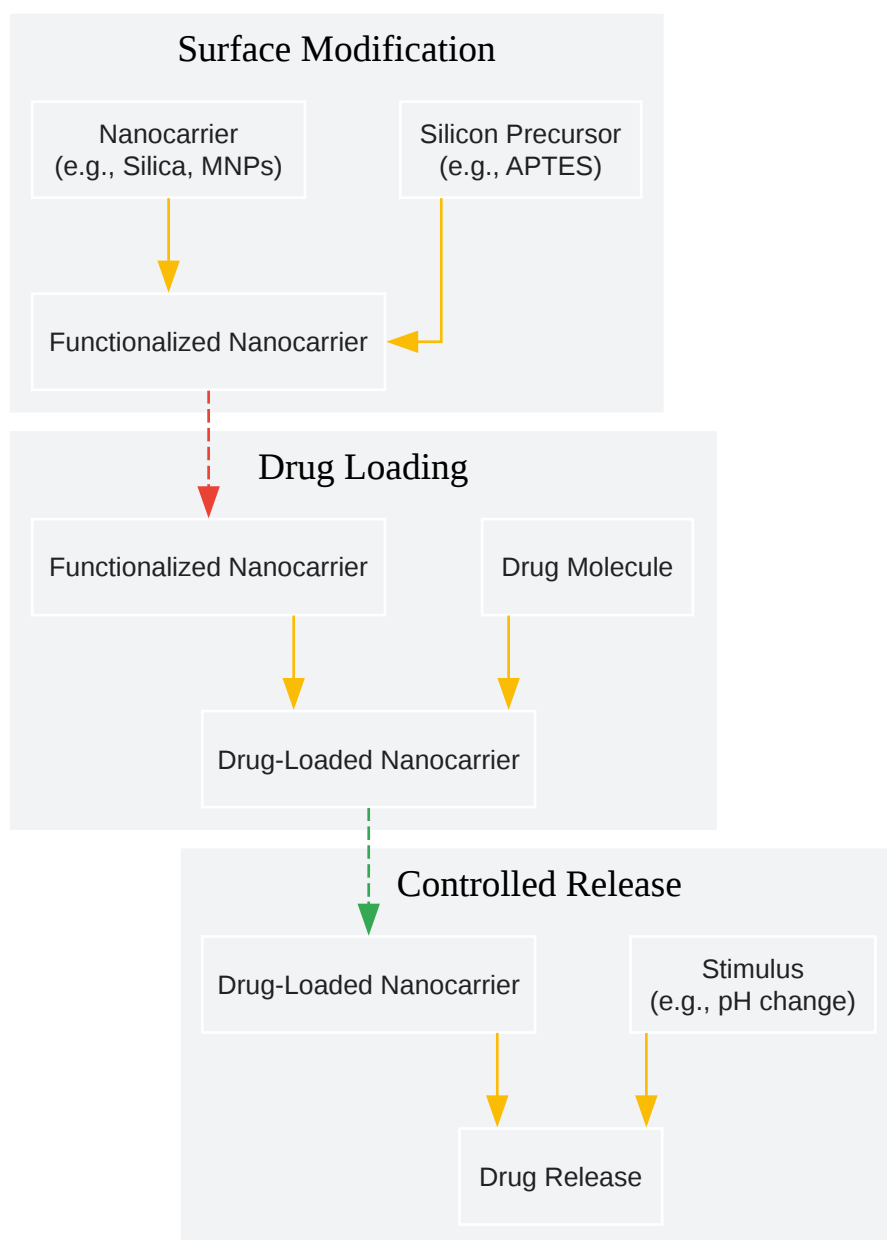 Surface Modification
Nanocarrier
(e.g., Silica, MNPs)
Silicon Precursor
(e.g., APTES)
Functionalized Nanocarrier
Drug Loading
Functionalized Nanocarrier
Drug Molecule
Drug-Loaded Nanocarrier
Controlled Release
Drug-Loaded Nanocarrier
Stimulus
(e.g., pH change)
Drug Release